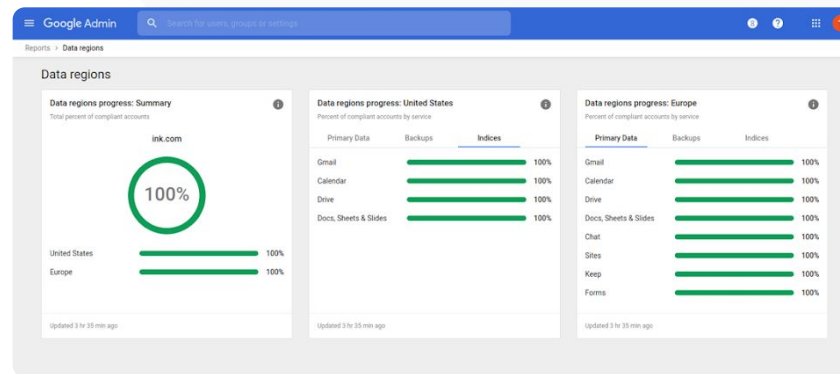 Google Admin
Search for users, groups or settings
Reports > Data regions
Data regions
Data regions progress: Summary
Total percent of compliant accounts
ink.com
100%
United States 100%
Europe 100%
Updated 3 hr 35 min ago
Data regions progress: United States
Percent of compliant accounts by service
Primary Data Backups Indices
Gmail 100%
Calendar 100%
Drive 100%
Docs, Sheets & Slides 100%
Updated 3 hr 35 min ago
Data regions progress: Europe
Percent of compliant accounts by service
Primary Data Backups Indices
Gmail 100%
Calendar 100%
Drive 100%
Docs, Sheets & Slides 100%
Chat 100%
Sites 100%
Keep 100%
Forms 100%
Updated 3 hr 35 min ago